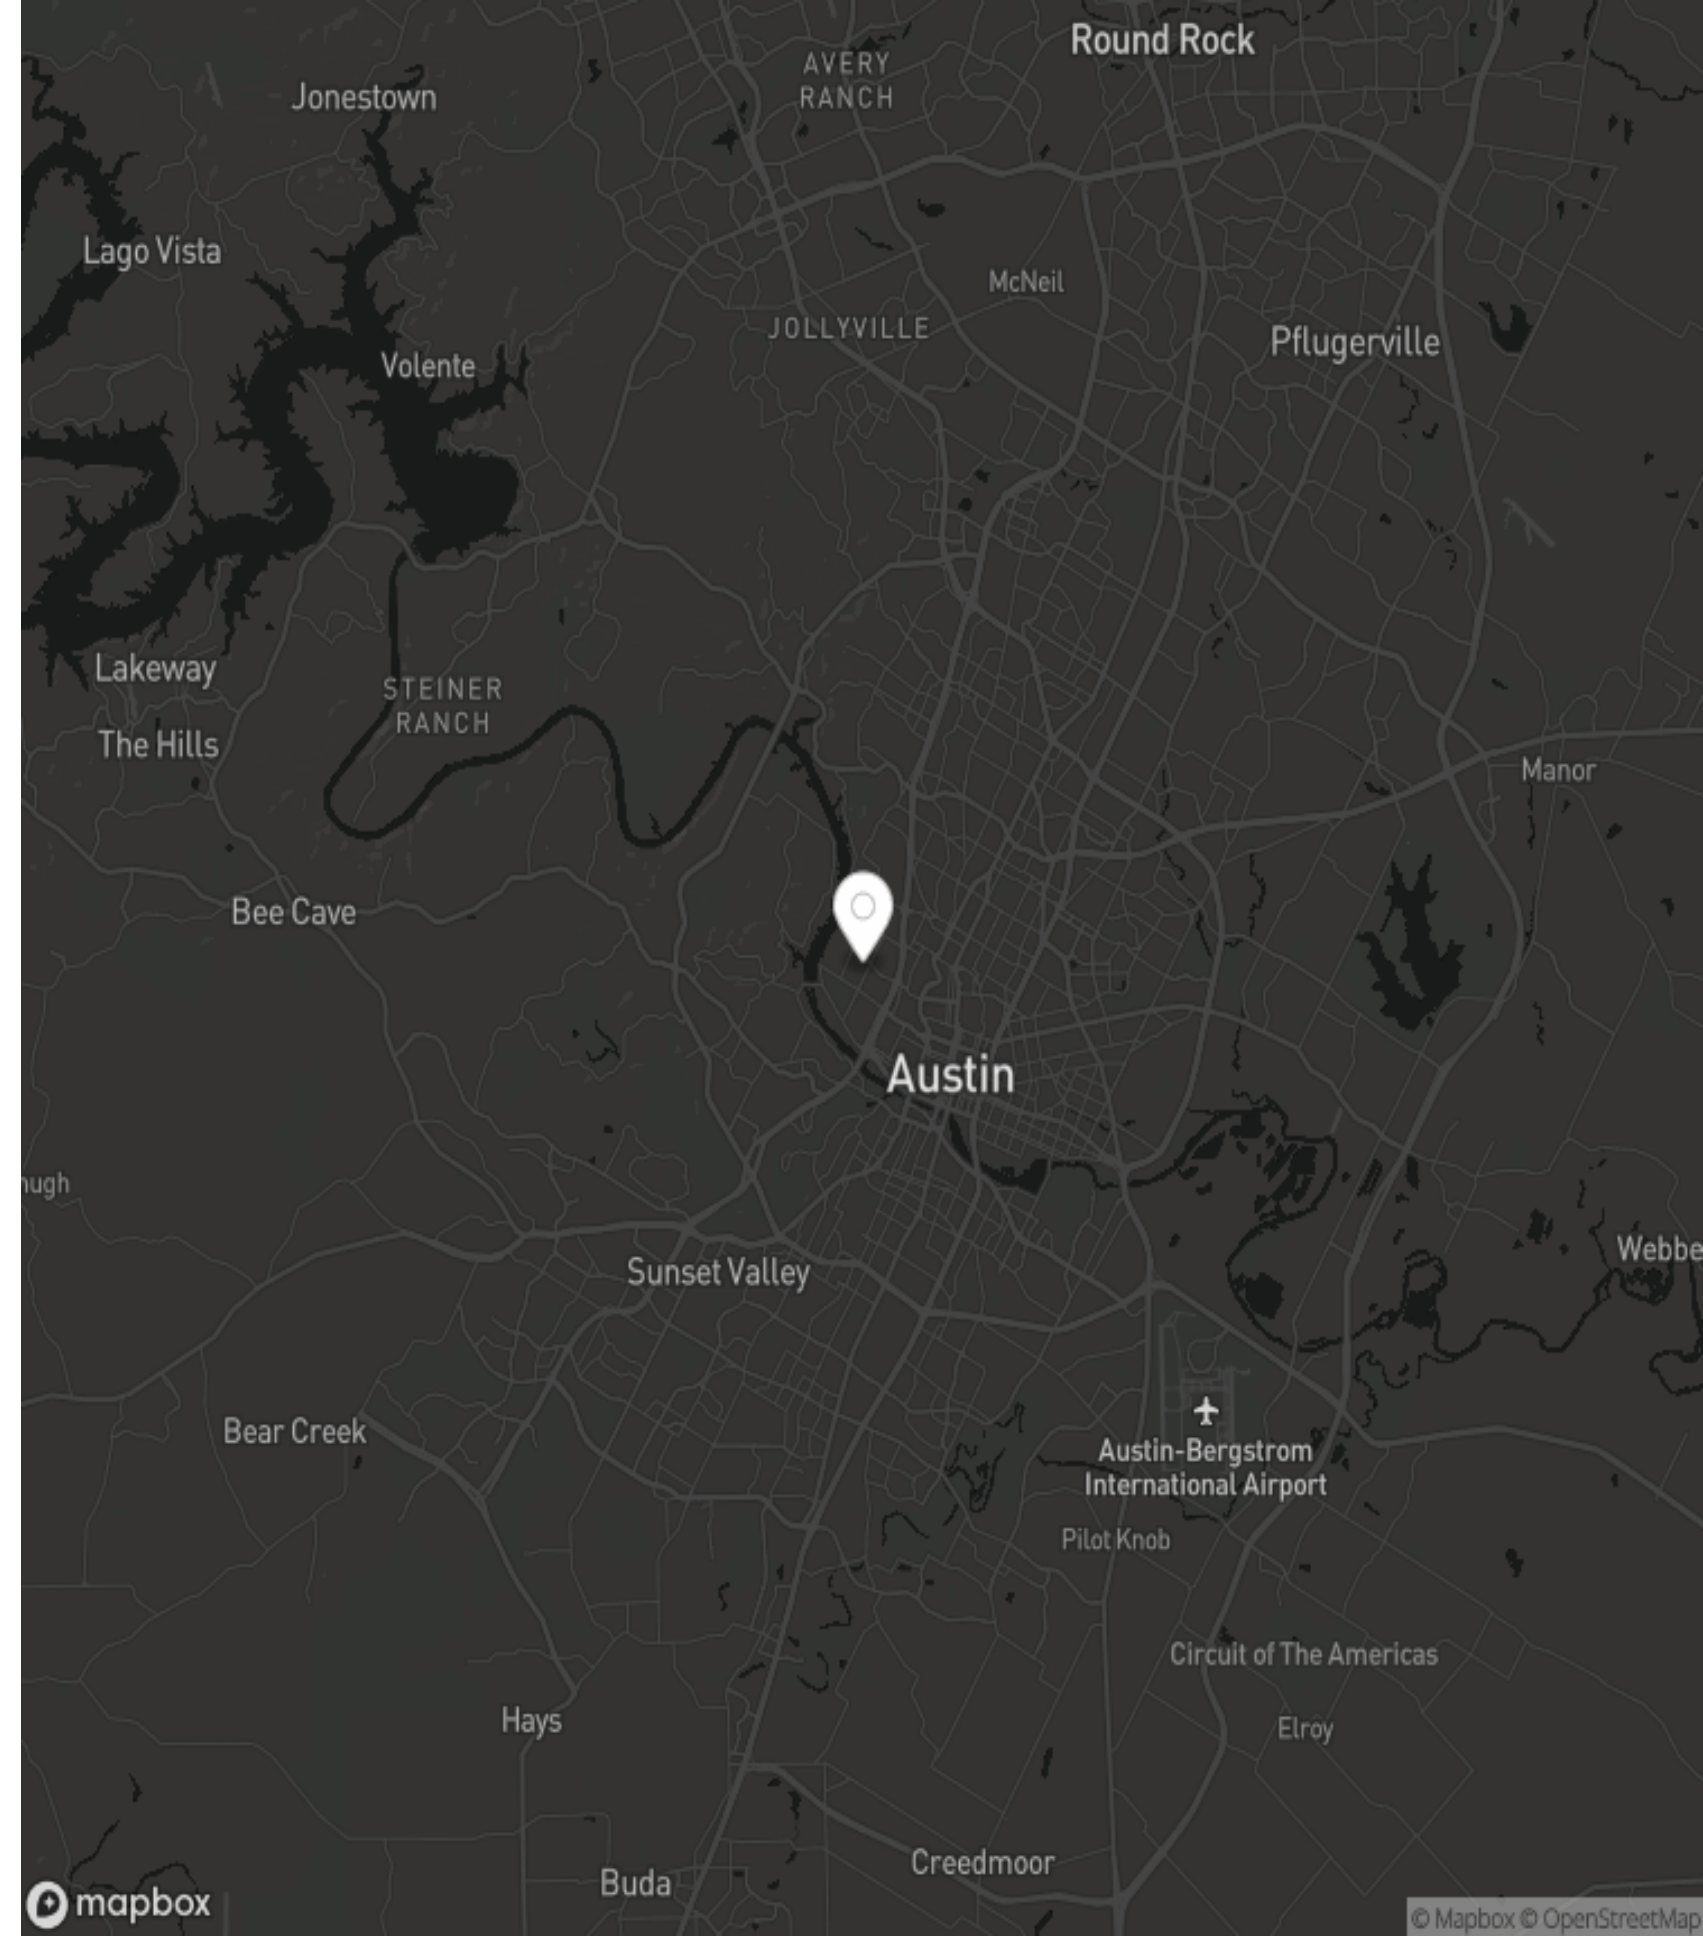 Round Rock
AVERY
RANCH
Jonestown
Lago Vista
McNeil
JOLLYVILLE
Pflugerville
Volente
Lakeway
STEINER
RANCH
The Hills
Manor
Bee Cave
Austin
ugh
Webbe
Sunset Valley
Bear Creek
Austin-Bergstrom
International Airport
Pilot Knob
Circuit of The Americas
Hays
Elroy
Creedmoor
Buda
mapbox
© Mapbox © OpenStreetMap